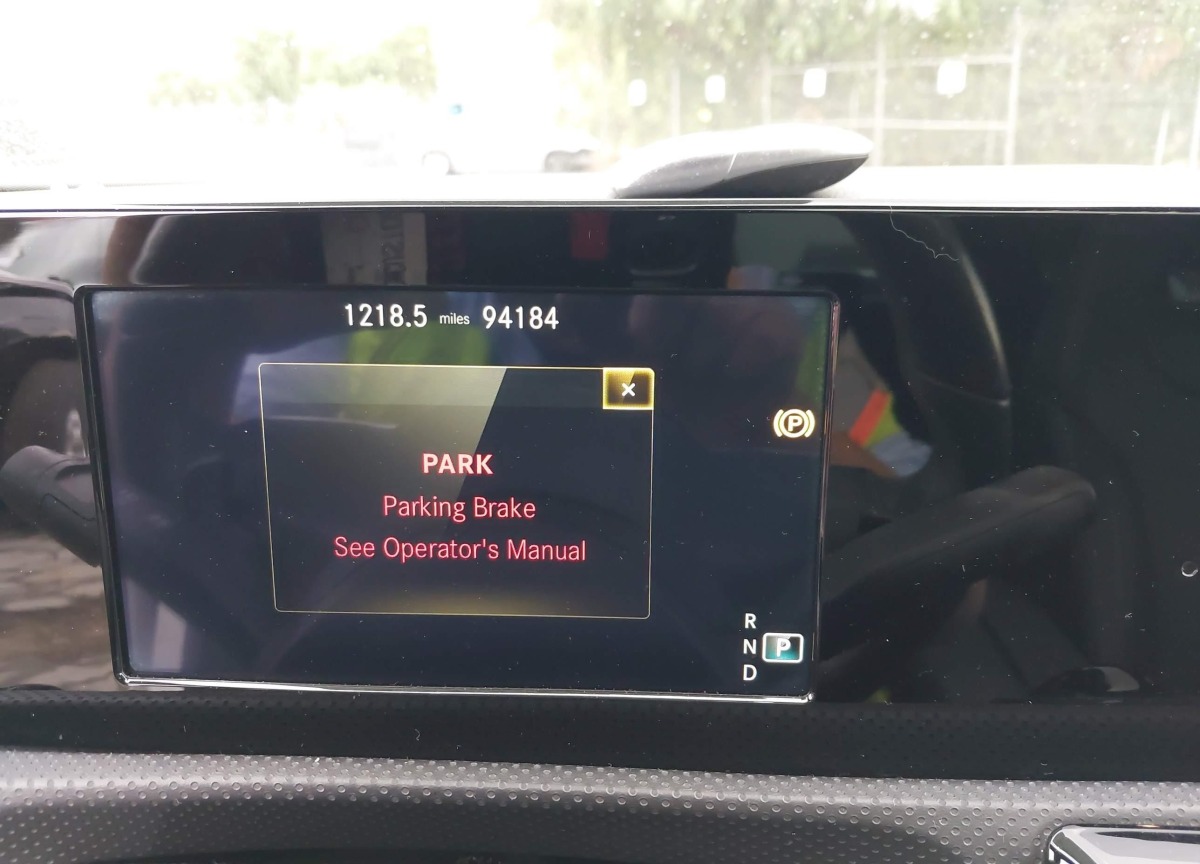 1218.5 miles 94184
×
PARK
Parking Brake
See Operator's Manual
(P)
R
N P
D